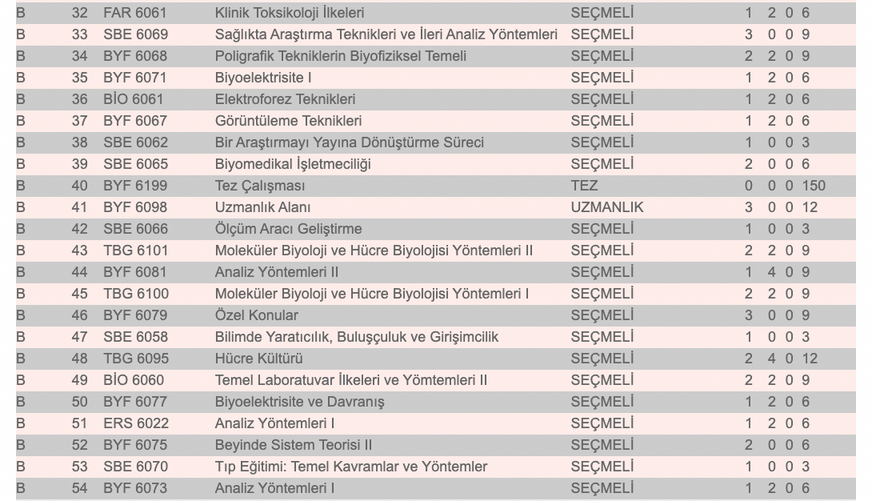 B 32 FAR 6061 Klinik Toksikoloji İlkeleri SEÇMELİ 1 2 0 6
B 33 SBE 6069 Sağlıkta Araştırma Teknikleri ve İleri Analiz Yöntemleri SEÇMELİ 3 0 0 9
B 34 BYF 6068 Poligrafik Tekniklerin Biyofiziksel Temeli SEÇMELİ 2 2 0 9
B 35 BYF 6071 Biyoelektrisite I SEÇMELİ 1 2 0 6
B 36 BİO 6061 Elektroforez Teknikleri SEÇMELİ 1 2 0 6
B 37 BYF 6067 Görüntüleme Teknikleri SEÇMELİ 1 2 0 6
B 38 SBE 6062 Bir Araştırmayı Yayına Dönüştürme Süreci SEÇMELİ 1 0 0 3
B 39 SBE 6065 Biyomedikal İşletmeciliği SEÇMELİ 2 0 0 6
B 40 BYF 6199 Tez Çalışması TEZ 0 0 0 150
B 41 BYF 6098 Uzmanlık Alanı UZMANLIK 3 0 0 12
B 42 SBE 6066 Ölçüm Aracı Geliştirme SEÇMELİ 1 0 0 3
B 43 TBG 6101 Moleküler Biyoloji ve Hücre Biyolojisi Yöntemleri II SEÇMELİ 2 2 0 9
B 44 BYF 6081 Analiz Yöntemleri II SEÇMELİ 1 4 0 9
B 45 TBG 6100 Moleküler Biyoloji ve Hücre Biyolojisi Yöntemleri I SEÇMELİ 2 2 0 9
B 46 BYF 6079 Özel Konular SEÇMELİ 3 0 0 9
B 47 SBE 6058 Bilimde Yaratıcılık, Buluşçuluk ve Girişimcilik SEÇMELİ 1 0 0 3
B 48 TBG 6095 Hücre Kültürü SEÇMELİ 2 4 0 12
B 49 BİO 6060 Temel Laboratuvar İlkeleri ve Yömtemleri II SEÇMELİ 2 2 0 9
B 50 BYF 6077 Biyoelektrisite ve Davranış SEÇMELİ 1 2 0 6
B 51 ERS 6022 Analiz Yöntemleri I SEÇMELİ 1 2 0 6
B 52 BYF 6075 Beyinde Sistem Teorisi II SEÇMELİ 2 0 0 6
B 53 SBE 6070 Tıp Eğitimi: Temel Kavramlar ve Yöntemler SEÇMELİ 1 0 0 3
B 54 BYF 6073 Analiz Yöntemleri I SEÇMELİ 1 2 0 6